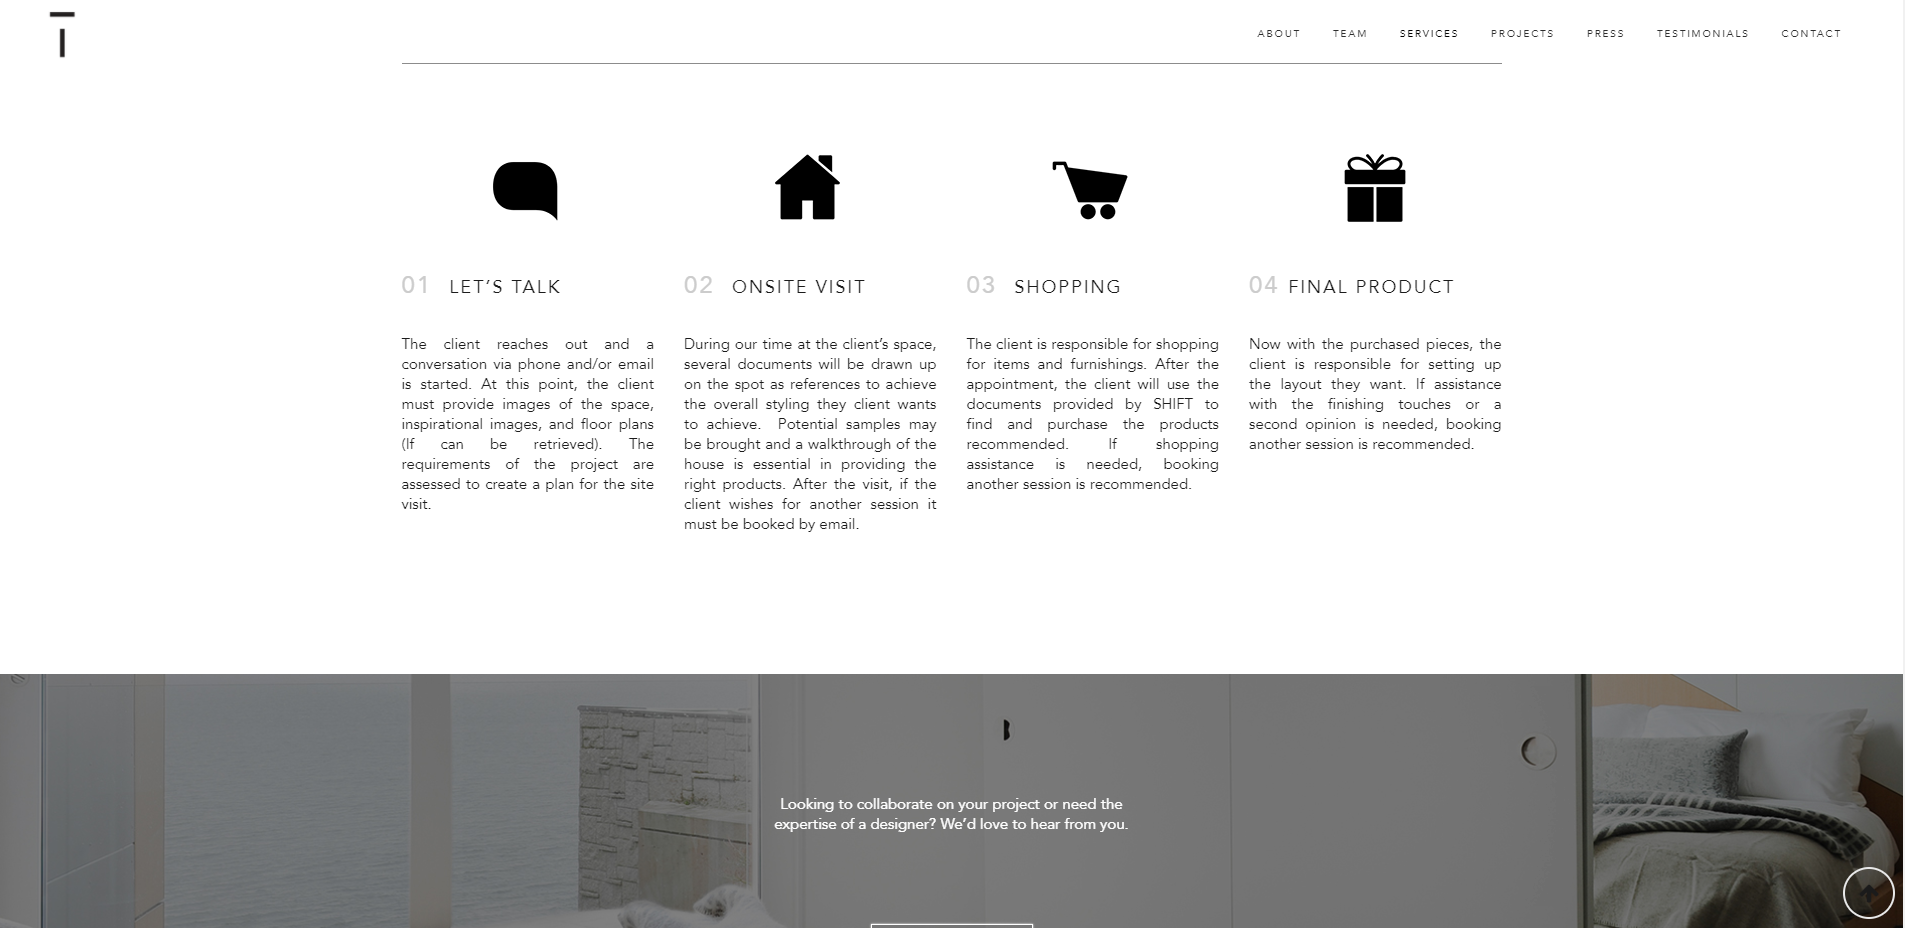 ABOUT TEAM SERVICES PROJECTS PRESS TESTIMONIALS CONTACT
01 LET’S TALK
The client reaches out and a
conversation via phone and/or email
is started. At this point, the client
must provide images of the space,
inspirational images, and floor plans
(If can be retrieved). The
requirements of the project are
assessed to create a plan for the site
visit.
02 ONSITE VISIT
During our time at the client’s space,
several documents will be drawn up
on the spot as references to achieve
the overall styling they client wants
to achieve. Potential samples may
be brought and a walkthrough of the
house is essential in providing the
right products. After the visit, if the
client wishes for another session it
must be booked by email.
03 SHOPPING
The client is responsible for shopping
for items and furnishings. After the
appointment, the client will use the
documents provided by SHIFT to
find and purchase the products
recommended. If shopping
assistance is needed, booking
another session is recommended.
04 FINAL PRODUCT
Now with the purchased pieces, the
client is responsible for setting up
the layout they want. If assistance
with the finishing touches or a
second opinion is needed, booking
another session is recommended.
Looking to collaborate on your project or need the
expertise of a designer? We’d love to hear from you.